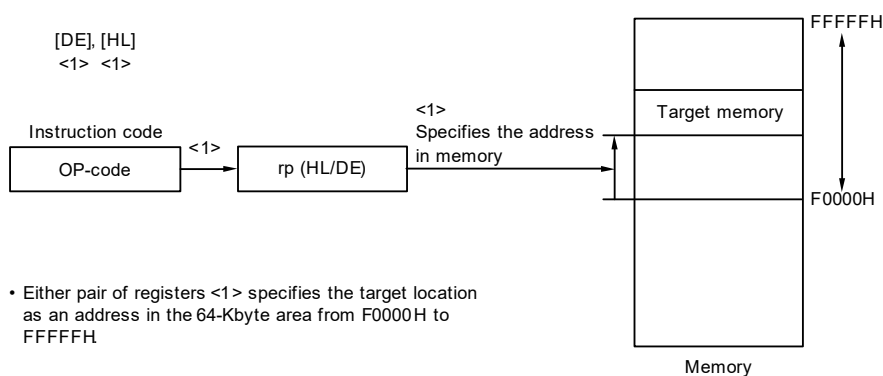 [DE], [HL]
<1> <1>
Instruction code
OP-code
<1>
rp (HL/DE)
<1>
Specifies the address
in memory
FFFFFH
Target memory
F0000H
Memory
• Either pair of registers <1> specifies the target location
as an address in the 64-Kbyte area from F0000H to
FFFFFH.